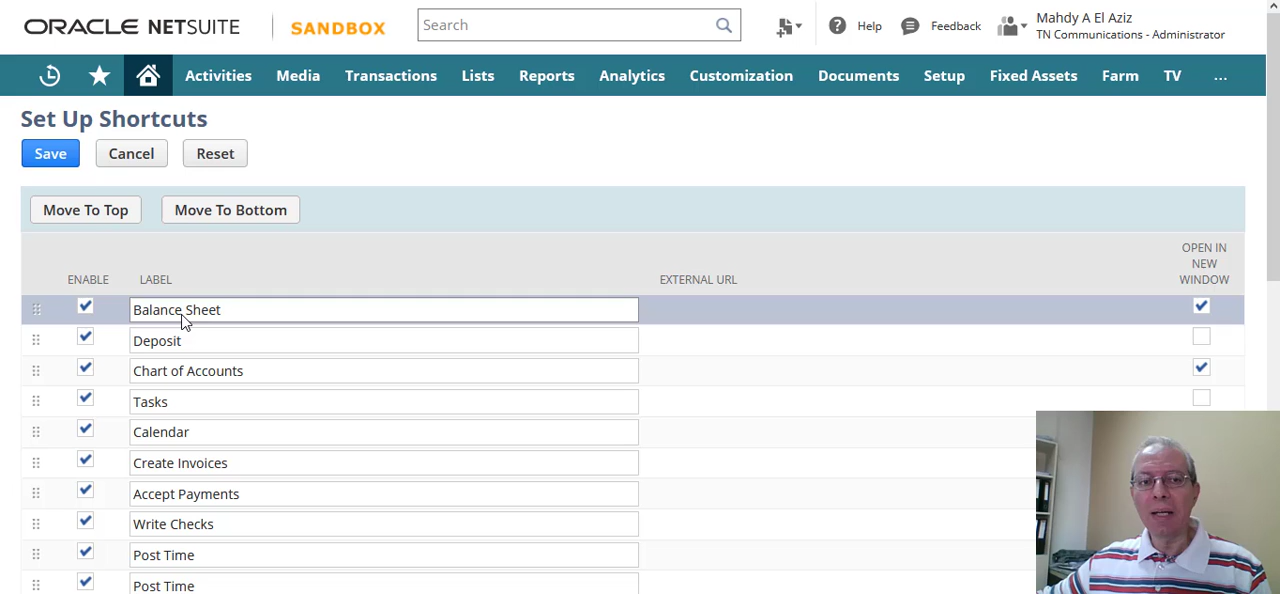 ORACLE NETSUITE
SANDBOX
Search
Help
Feedback
Mahdy A El Aziz
TN Communications - Administrator
Activities
Media
Transactions
Lists
Reports
Analytics
Customization
Documents
Setup
Fixed Assets
Farm
TV
...
Set Up Shortcuts
Save
Cancel
Reset
Move To Top
Move To Bottom
ENABLE
LABEL
EXTERNAL URL
OPEN IN
NEW
WINDOW
Balance Sheet
Deposit
Chart of Accounts
Tasks
Calendar
Create Invoices
Accept Payments
Write Checks
Post Time
Post Time